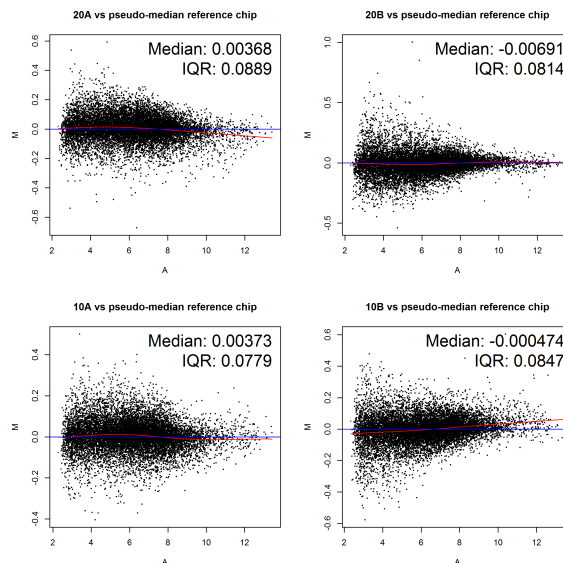 20A vs pseudo-median reference chip
Median: 0.00368
IQR: 0.0889
M
0.6
0.4
0.2
0.0
-0.2
-0.4
-0.6
2 4 6 8 10 12
A
20B vs pseudo-median reference chip
Median: -0.00691
IQR: 0.0814
M
1.0
0.5
0.0
-0.5
2 4 6 8 10 12
A
10A vs pseudo-median reference chip
Median: 0.00373
IQR: 0.0779
M
0.4
0.2
0.0
-0.2
-0.4
2 4 6 8 10 12
A
10B vs pseudo-median reference chip
Median: -0.000474
IQR: 0.0847
M
0.6
0.4
0.2
0.0
-0.2
-0.4
-0.6
2 4 6 8 10 12
A